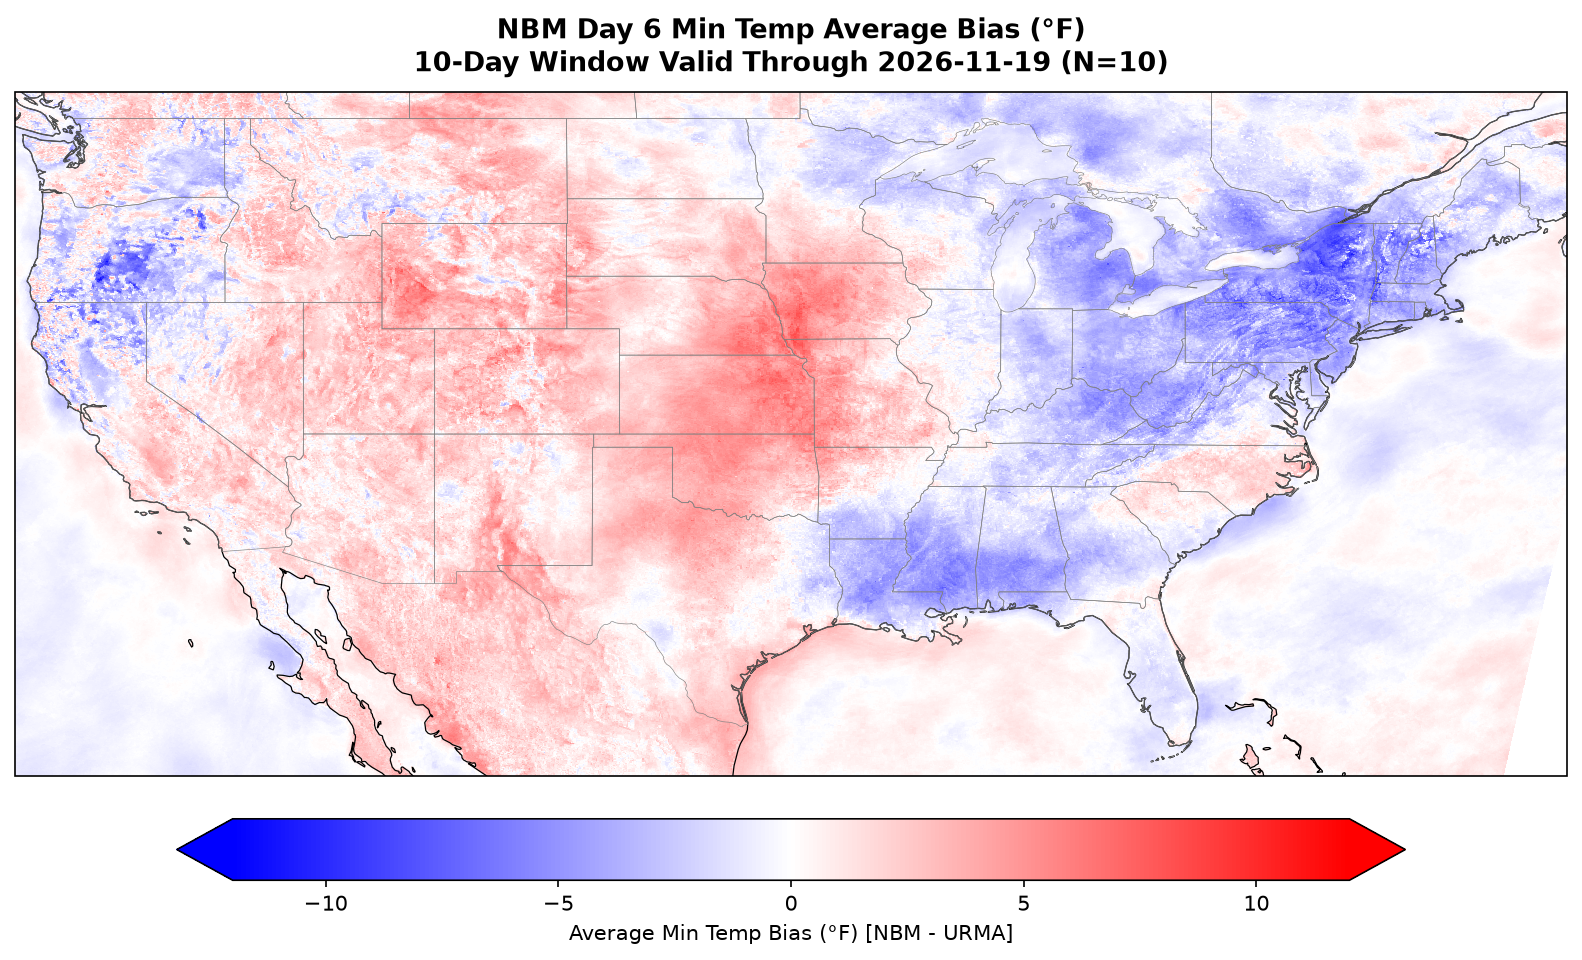 NBM Day 6 Min Temp Average Bias (°F)
10-Day Window Valid Through 2026-11-19 (N=10)
−10 −5 0 5 10
Average Min Temp Bias (°F) [NBM - URMA]